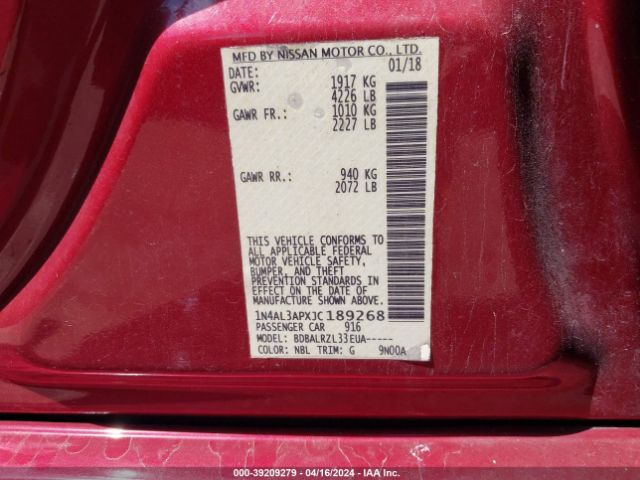 MFD BY NISSAN MOTOR CO., LTD.
DATE: 01/18
GVWR: 1917 KG
4226 LB
GAWR FR.: 1010 KG
2227 LB
GAWR RR.: 940 KG
2072 LB
THIS VEHICLE CONFORMS TO
ALL APPLICABLE FEDERAL
MOTOR VEHICLE SAFETY,
BUMPER, AND THEFT
PREVENTION STANDARDS IN
EFFECT ON THE DATE OF
MANUFACTURE SHOWN ABOVE.
1N4AL3APXJC189268
PASSENGER CAR 916
MODEL: BDBALRZL33EUA-----
COLOR: NBL TRIM: G 9N00A
000-39209279 - 04/16/2024 - IAA Inc.